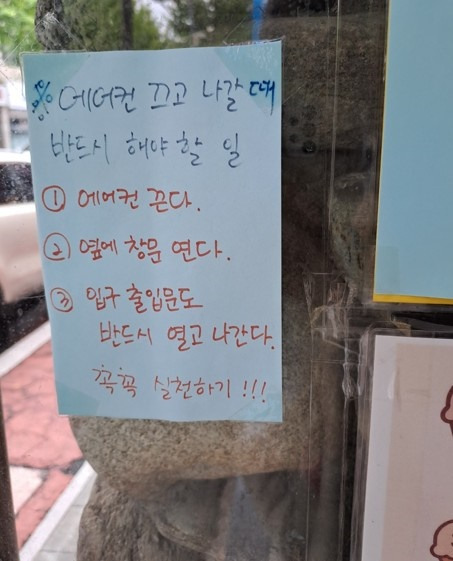 ※ 에어컨 끄고 나갈 때
반드시 해야 할 일
① 에어컨 끈다.
② 옆에 창문 연다.
③ 입구 출입문도
반드시 열고 나간다.
꼭꼭 실천하기!!!